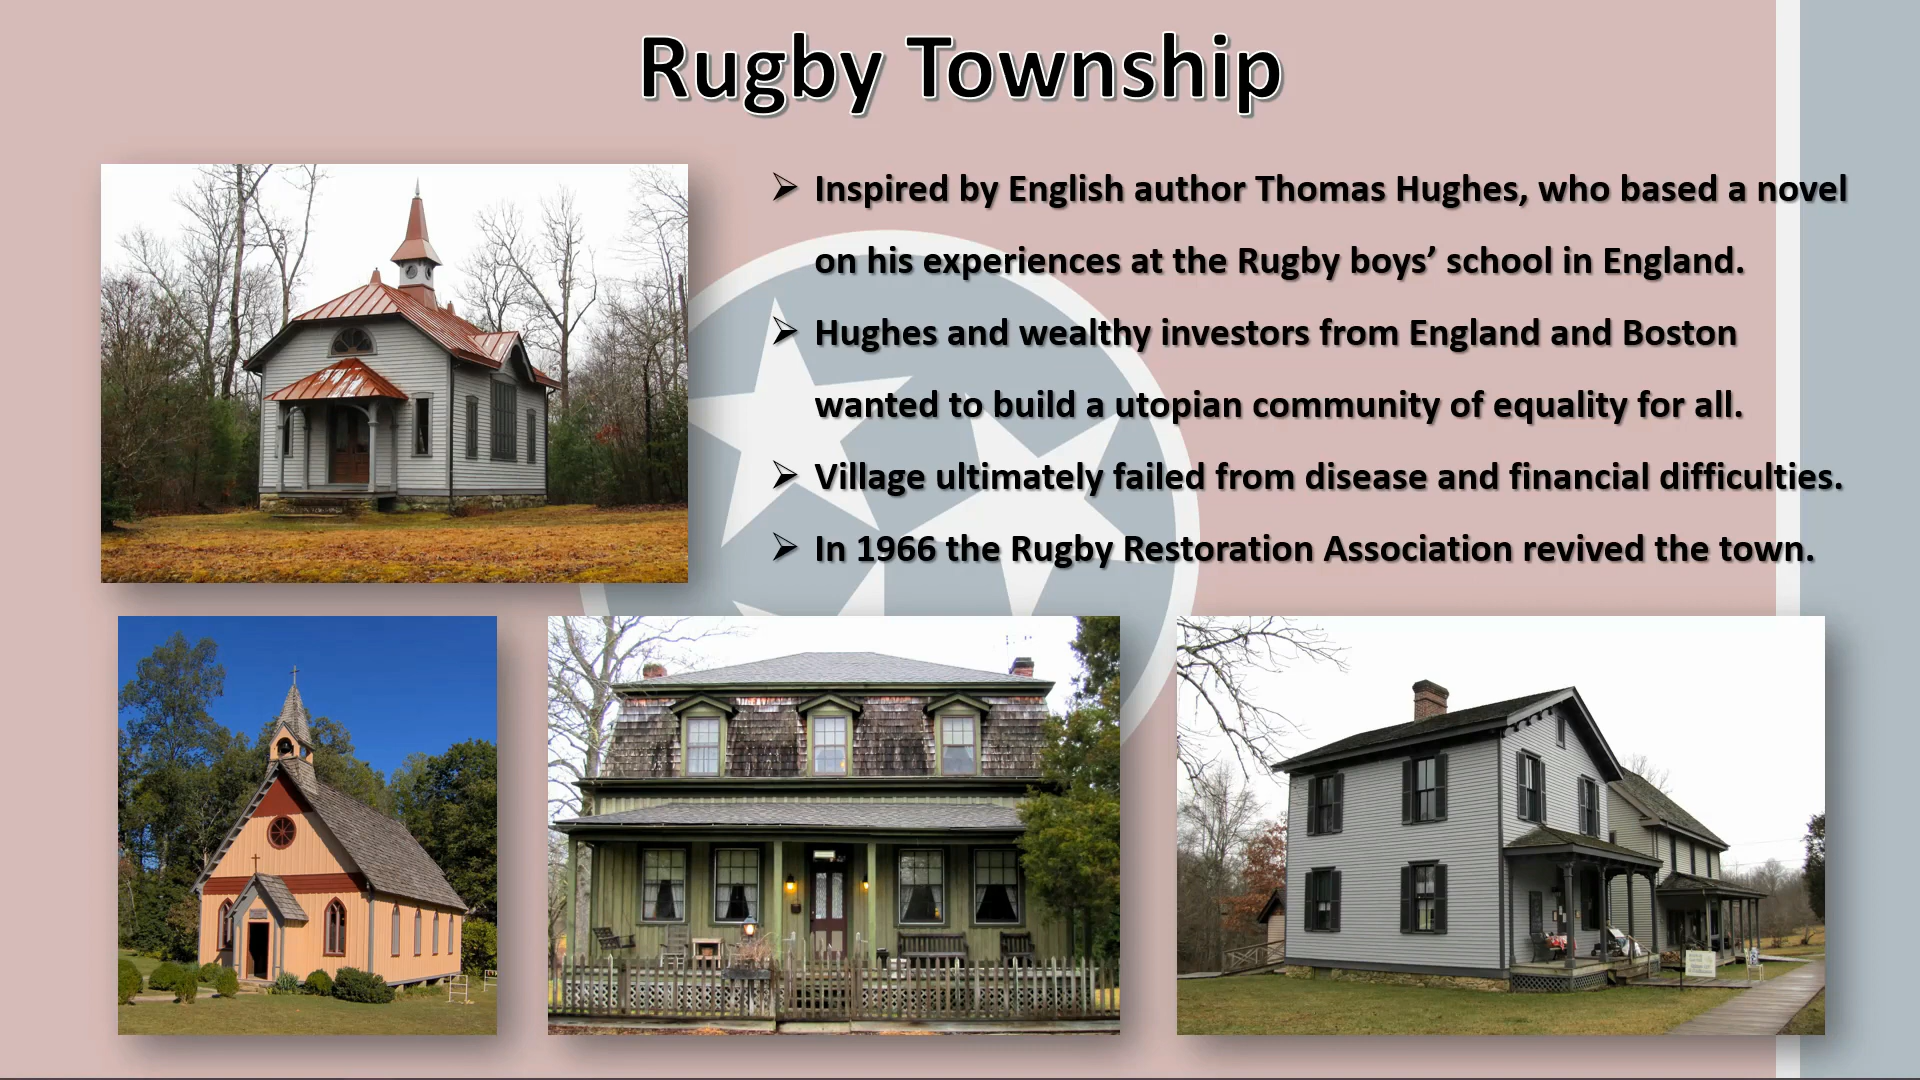 Rugby Township
➢ Inspired by English author Thomas Hughes, who based a novel
on his experiences at the Rugby boys’ school in England.
➢ Hughes and wealthy investors from England and Boston
wanted to build a utopian community of equality for all.
➢ Village ultimately failed from disease and financial difficulties.
➢ In 1966 the Rugby Restoration Association revived the town.